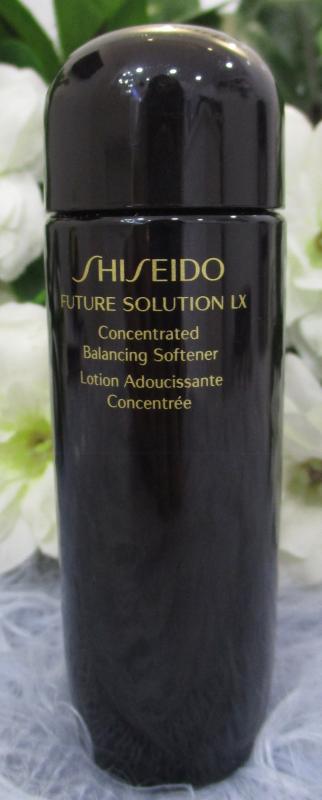 SHISEIDO
FUTURE SOLUTION LX
Concentrated
Balancing Softener
Lotion Adoucissante
Concentrée